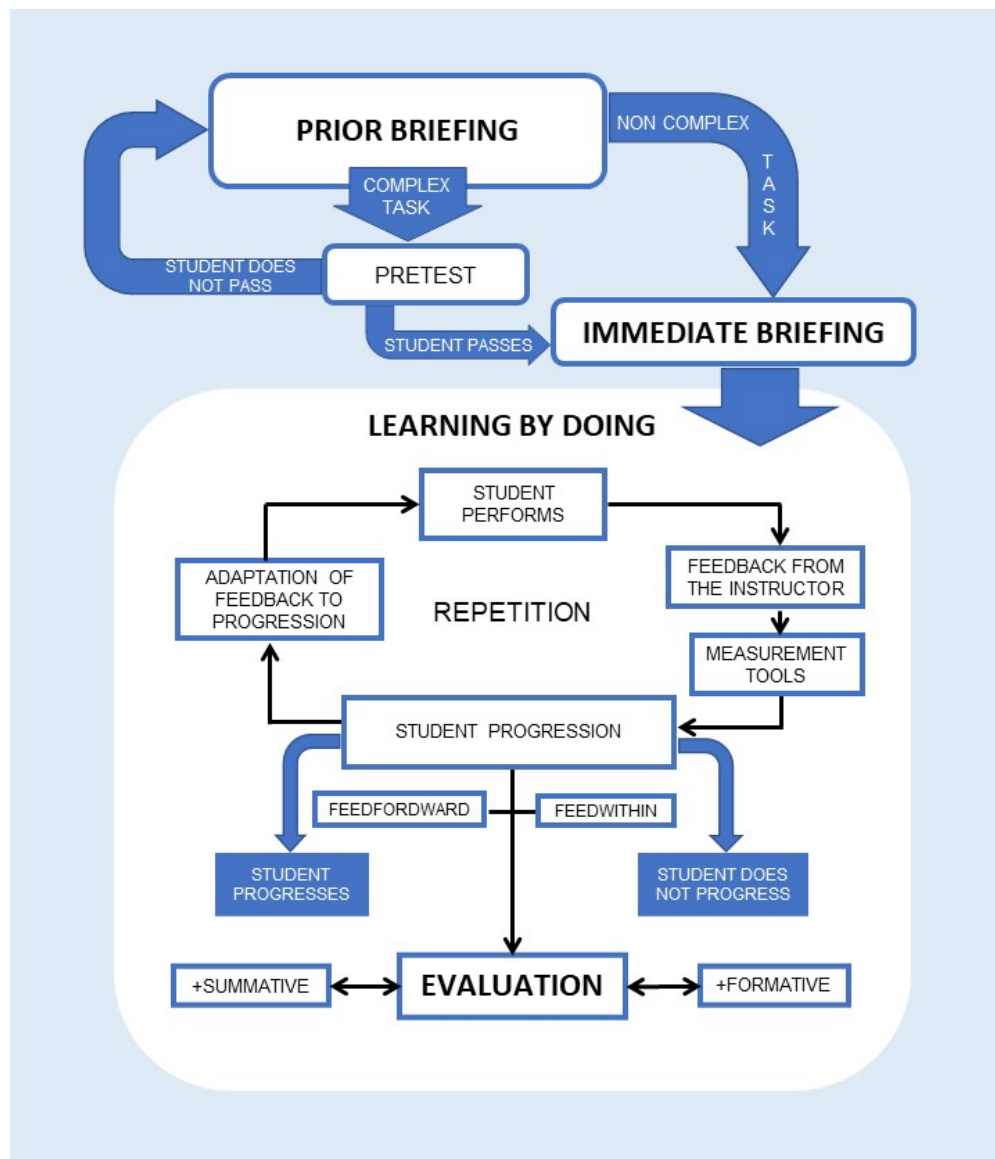 PRIOR BRIEFING
NON COMPLEX
TASK
COMPLEX
TASK
STUDENT DOES
NOT PASS
PRETEST
STUDENT PASSES
IMMEDIATE BRIEFING
LEARNING BY DOING
STUDENT
PERFORMS
FEEDBACK FROM
THE INSTRUCTOR
ADAPTATION OF
FEEDBACK TO
PROGRESSION
REPETITION
MEASUREMENT
TOOLS
STUDENT PROGRESSION
FEEDFORDWARD
FEEDWITHIN
STUDENT
PROGRESSES
STUDENT DOES
NOT PROGRESS
+SUMMATIVE
EVALUATION
+FORMATIVE